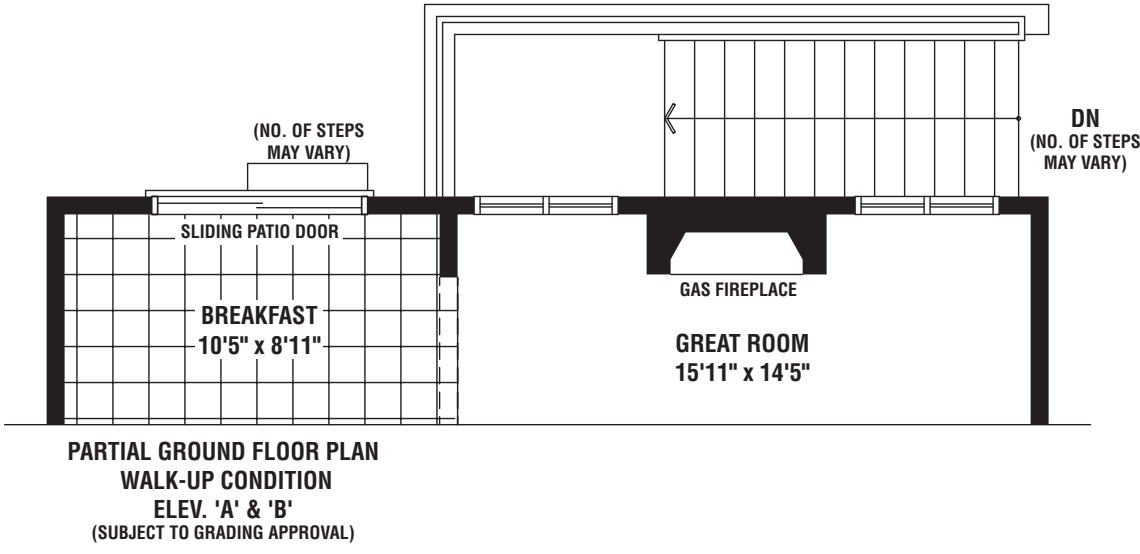 (NO. OF STEPS
MAY VARY)
DN
(NO. OF STEPS
MAY VARY)
SLIDING PATIO DOOR
GAS FIREPLACE
BREAKFAST
10'5" x 8'11"
GREAT ROOM
15'11" x 14'5"
PARTIAL GROUND FLOOR PLAN
WALK-UP CONDITION
ELEV. 'A' & 'B'
(SUBJECT TO GRADING APPROVAL)